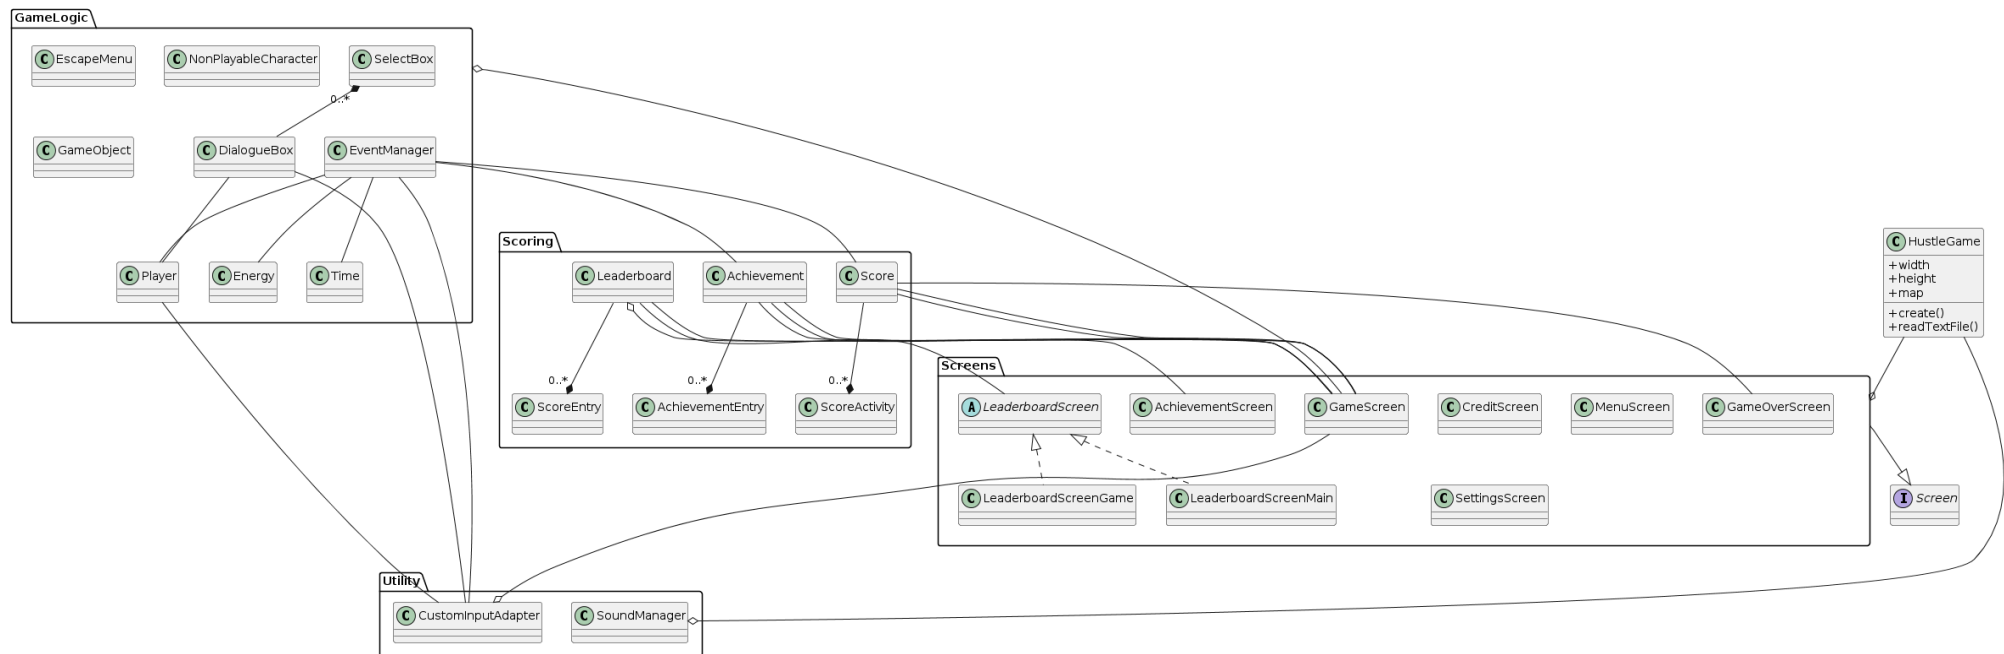 GameLogic
C EscapeMenu
C NonPlayableCharacter
C SelectBox
0..*
C GameObject
C DialogueBox
C EventManager
C Player
C Energy
C Time
Scoring
C Leaderboard
C Achievement
C Score
0..*
0..*
0..*
C ScoreEntry
C AchievementEntry
C ScoreActivity
C HustleGame
+width
+height
+map
+create()
+readTextFile()
Screens
A LeaderboardScreen
C AchievementScreen
C GameScreen
C CreditScreen
C MenuScreen
C GameOverScreen
C LeaderboardScreenGame
C LeaderboardScreenMain
C SettingsScreen
I Screen
Utility
C CustomInputAdapter
C SoundManager